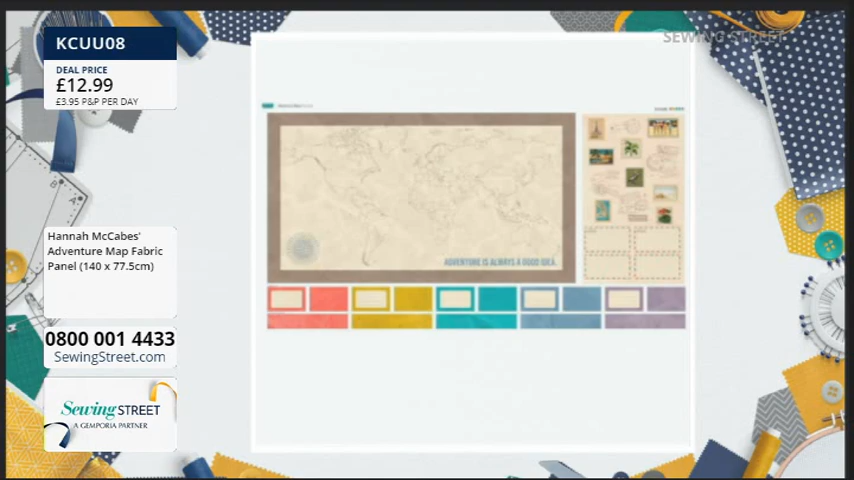 KCUU08
DEAL PRICE
£12.99
£3.95 P&P PER DAY
SEWING STREET
Hannah McCabes'
Adventure Map Fabric
Panel (140 x 77.5cm)
ADVENTURE IS ALWAYS A GOOD IDEA.
0800 001 4433
SewingStreet.com
Sewing STREET
A GEMPORIA PARTNER